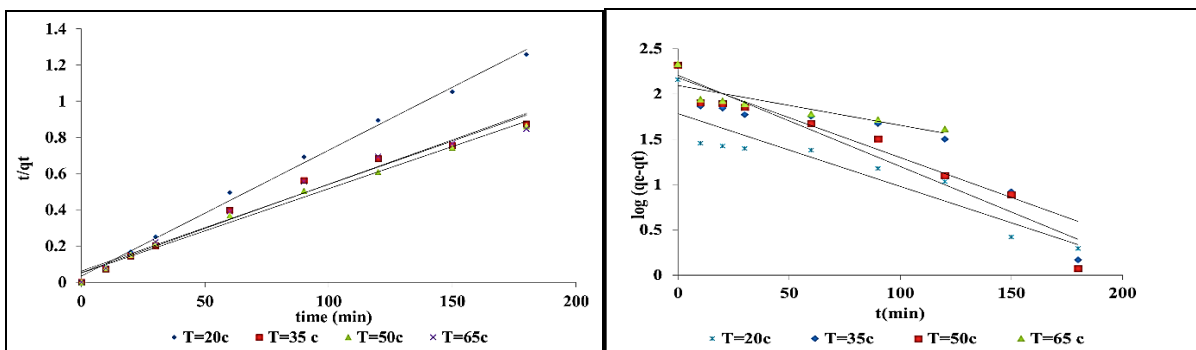 1.4
1.2
1
0.8
0.6
0.4
0.2
0
t/qt
0
50
100
150
200
time (min)
T=20c
T=35 c
T=50c
T=65c
2.5
2
1.5
1
0.5
0
log (qe-qt)
0
50
100
150
200
t(min)
T=20c
T=35c
T=50c
T=65 c